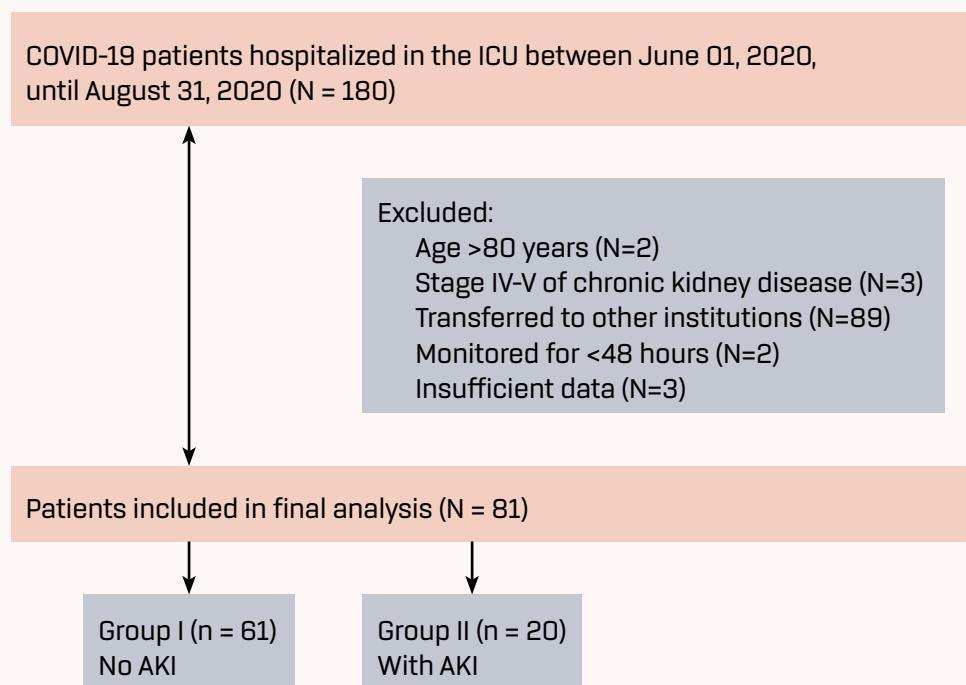 COVID-19 patients hospitalized in the ICU between June 01, 2020,
until August 31, 2020 (N = 180)
Excluded:
Age >80 years (N=2)
Stage IV-V of chronic kidney disease (N=3)
Transferred to other institutions (N=89)
Monitored for <48 hours (N=2)
Insufficient data (N=3)
Patients included in final analysis (N = 81)
Group I (n = 61)
No AKI
Group II (n = 20)
With AKI